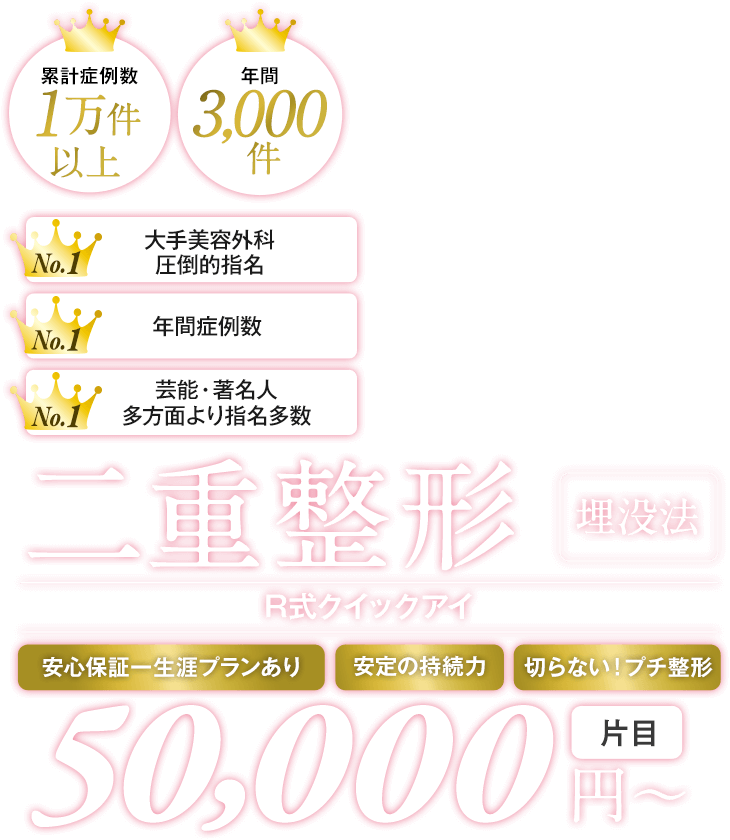 累計症例数
1万件
以上
年間
3,000
件
No.1
大手美容外科
圧倒的指名
No.1
年間症例数
No.1
芸能・著名人
多方面より指名多数
二重整形
埋没法
R式クイックアイ
安心保証一生涯プランあり
安定の持続力
切らない！プチ整形
50,000
片目
円～